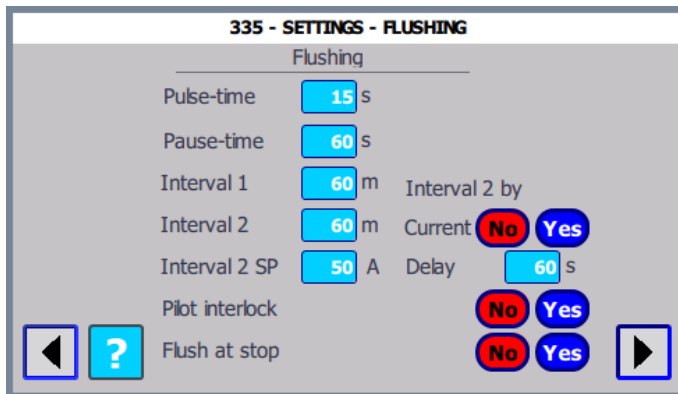 335 - SETTINGS - FLUSHING
Flushing
Pulse-time 15 s
Pause-time 60 s
Interval 1 60 m Interval 2 by
Interval 2 60 m Current No Yes
Interval 2 SP 50 A Delay 60 s
Pilot interlock No Yes
? Flush at stop No Yes